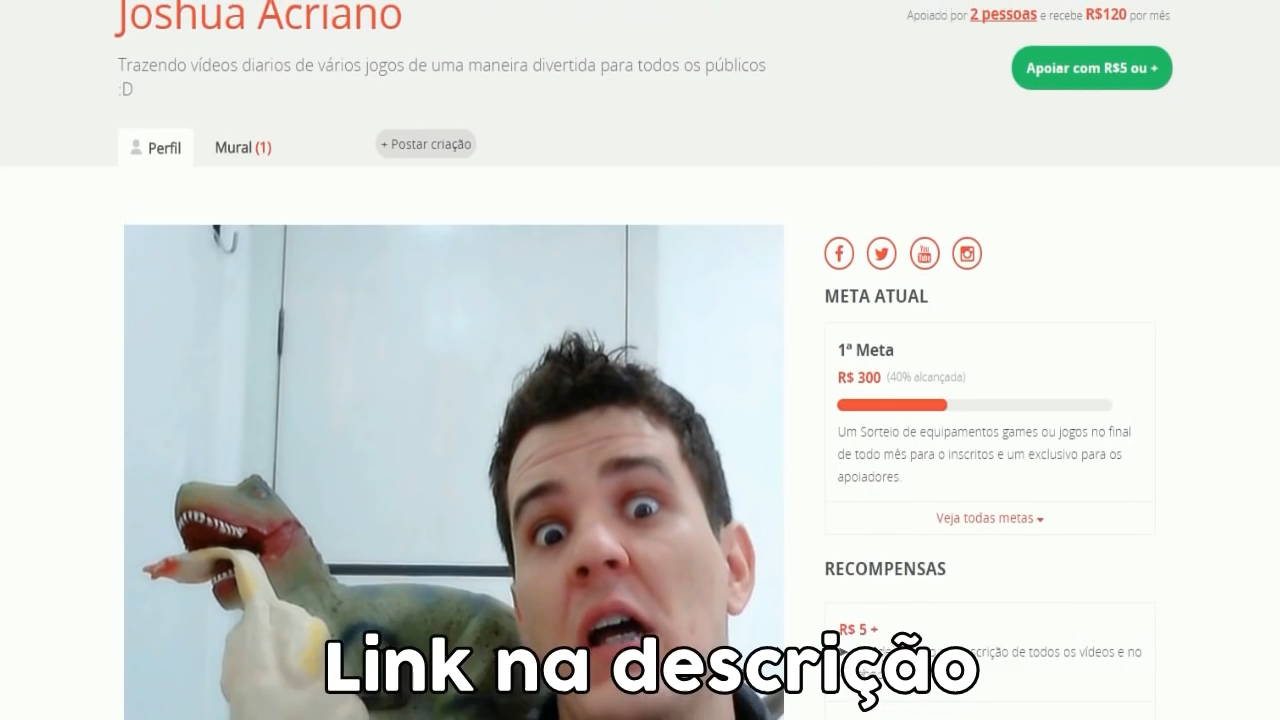 Joshua Acriano
Apoiado por 2 pessoas e recebe R$120 por mês
Trazendo vídeos diarios de vários jogos de uma maneira divertida para todos os públicos
:D
Apoiar com R$5 ou +
Perfil
Mural (1)
+ Postar criação
META ATUAL
1ª Meta
R$ 300 (40% alcançada)
Um Sorteio de equipamentos games ou jogos no final
de todo mês para o inscritos e um exclusivo para os
apoiadores.
Veja todas metas
RECOMPENSAS
R$ 5 +
scrição de todos os vídeos e no
Link na descrição